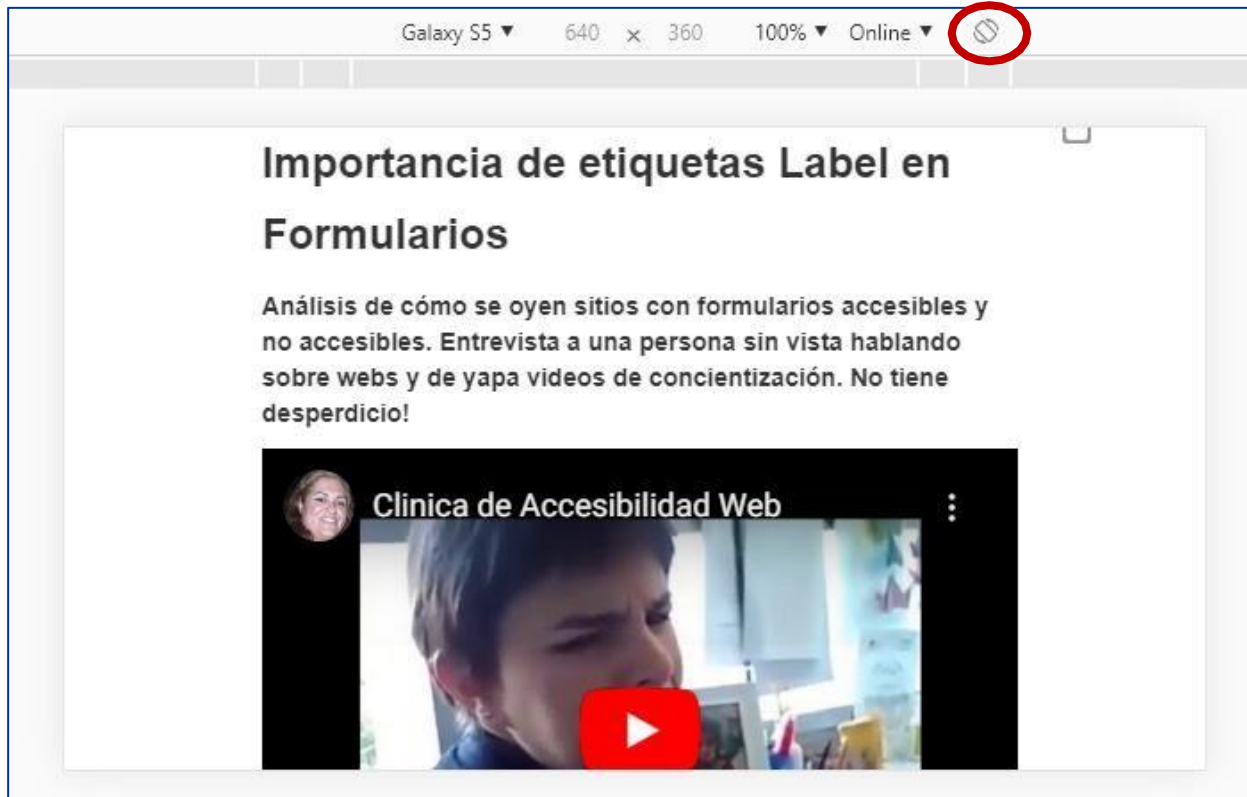 Galaxy S5 ▼ 640 × 360 100% ▼ Online ▼
Importancia de etiquetas Label en
Formularios
Análisis de cómo se oyen sitios con formularios accesibles y
no accesibles. Entrevista a una persona sin vista hablando
sobre webs y de yapa videos de concientización. No tiene
desperdicio!
Clinica de Accesibilidad Web